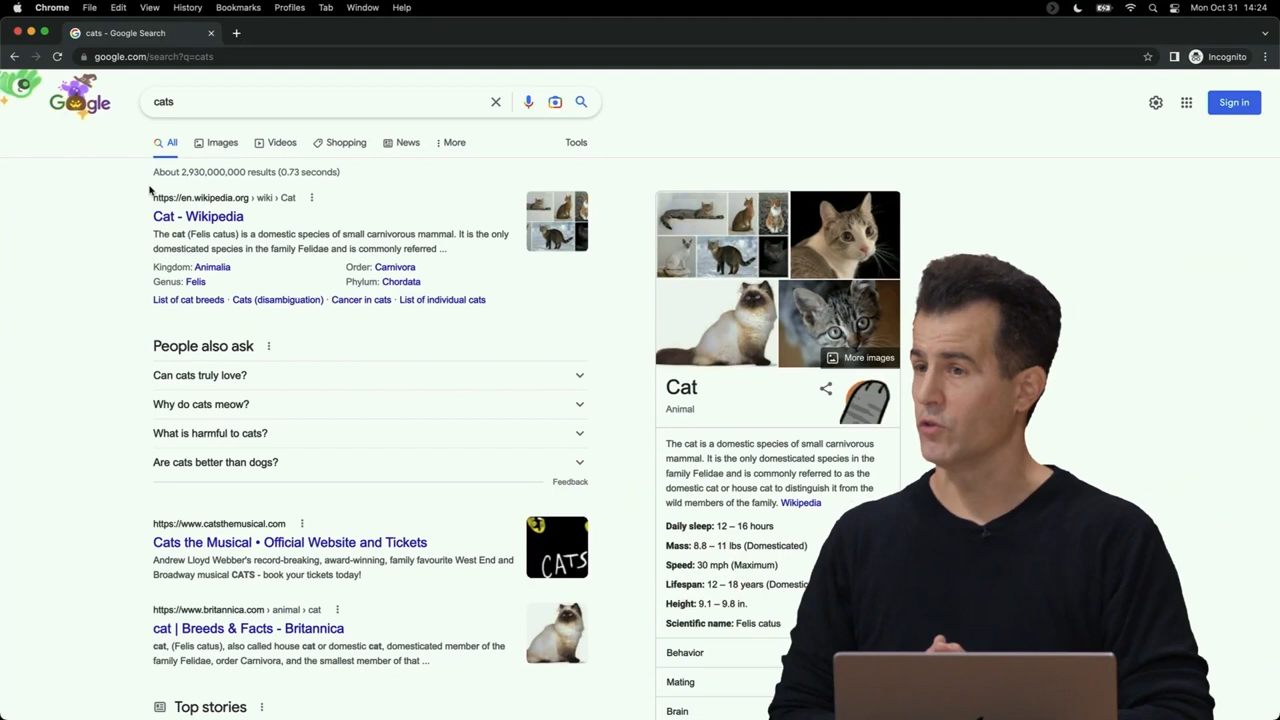 Chrome File Edit View History Bookmarks Profiles Tab Window Help Mon Oct 31 14:24
cats - Google Search
google.com/search?q=cats Incognito
Google
cats
Sign in
All Images Videos Shopping News More Tools
About 2,930,000,000 results (0.73 seconds)
https://en.wikipedia.org › wiki › Cat
Cat - Wikipedia
The cat (Felis catus) is a domestic species of small carnivorous mammal. It is the only
domesticated species in the family Felidae and is commonly referred ...
Kingdom: Animalia Order: Carnivora
Genus: Felis Phylum: Chordata
List of cat breeds · Cats (disambiguation) · Cancer in cats · List of individual cats
People also ask
Can cats truly love?
Why do cats meow?
What is harmful to cats?
Are cats better than dogs?
Feedback
https://www.catsthemusical.com
Cats the Musical • Official Website and Tickets
Andrew Lloyd Webber's record-breaking, award-winning, family favourite West End and
Broadway musical CATS - book your tickets today!
CATS
https://www.britannica.com › animal › cat
cat | Breeds & Facts - Britannica
cat, (Felis catus), also called house cat or domestic cat, domesticated member of the
family Felidae, order Carnivora, and the smallest member of that ...
Top stories
More images
Cat
Animal
The cat is a domestic species of small carnivorous
mammal. It is the only domesticated species in the
family Felidae and is commonly referred to as the
domestic cat or house cat to distinguish it from the
wild members of the family. Wikipedia
Daily sleep: 12 – 16 hours
Mass: 8.8 – 11 lbs (Domesticated)
Speed: 30 mph (Maximum)
Lifespan: 12 – 18 years (Domestic
Height: 9.1 – 9.8 in.
Scientific name: Felis catus
Behavior
Mating
Brain